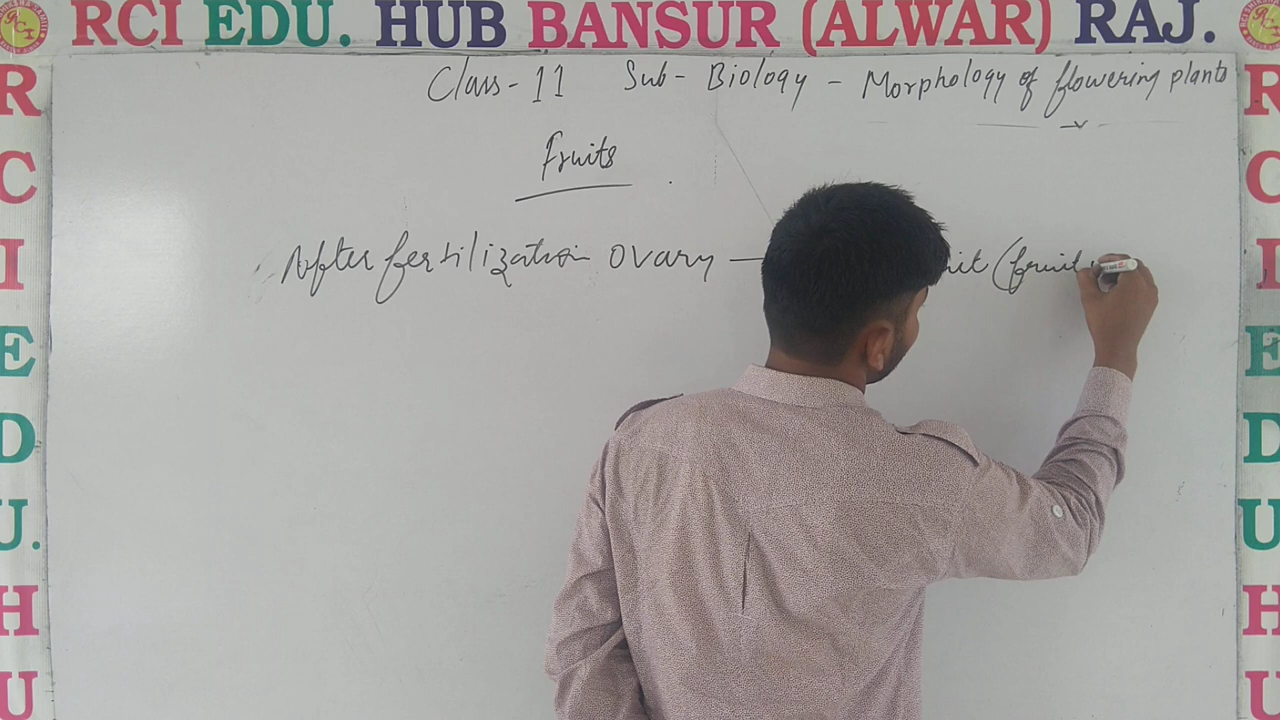 RCI EDU. HUB BANSUR (ALWAR) RAJ.
Class-11 Sub- Biology - Morphology of flowering plants
Fruits
After fertilization ovary — (fruit
R
C
I
E
D
U.
H
U
R
C
I
E
D
U
H
U